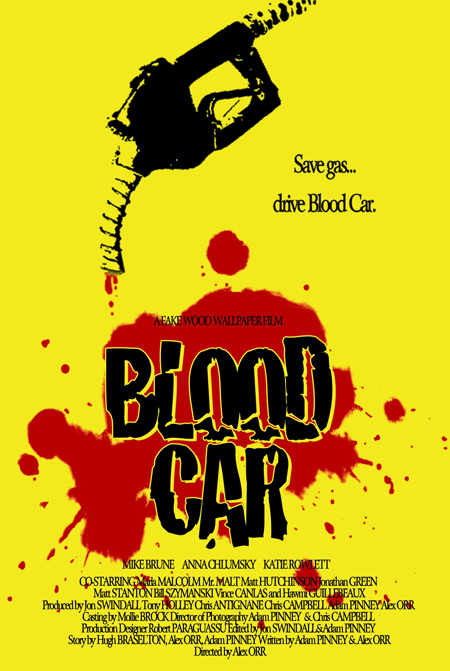 Save gas...
drive Blood Car.
A FAKE WOOD WALLPAPER FILM
BLOOD
CAR
MIKE BRUNE ANNA CHLUMSKY KATIE ROWLETT
CO-STARRING Marla MALCOLM Mr. MALT Matt HUTCHINSON Jonathan GREEN
Matt STANTON Bill SZYMANSKI Vince CANLAS and Hawmi GUILLEBEAUX
Produced by Jon SWINDALL Tony HOLLEY Chris ANTIGNANE Chris CAMPBELL Adam PINNEY Alex ORR
Casting by Mollie BROCK Director of Photography Adam PINNEY & Chris CAMPBELL
Production Designer Robert PARAGUASSU Edited by Jon SWINDALL & Adam PINNEY
Story by Hugh BRASELTON, Alex ORR, Adam PINNEY Written by Adam PINNEY & Alex ORR
Directed by Alex ORR